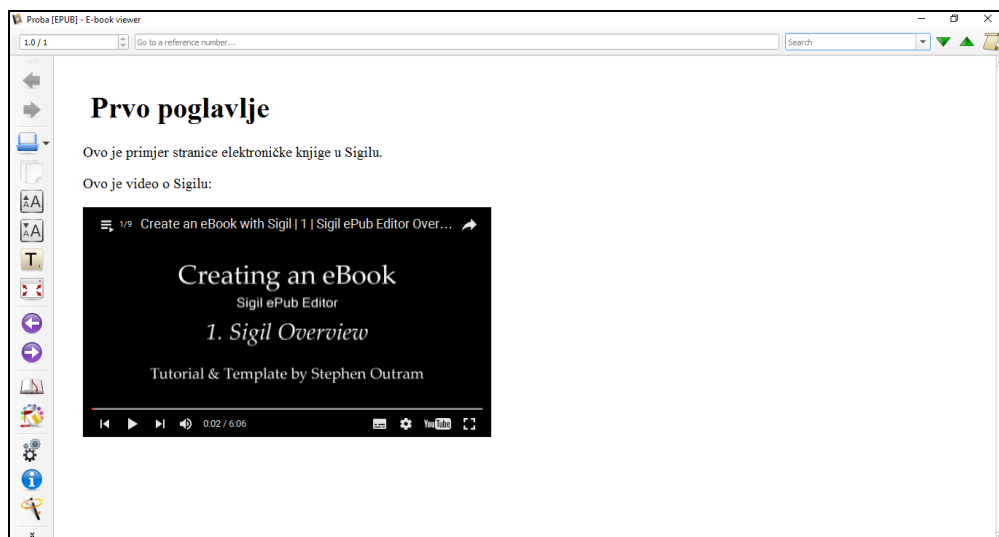 Proba [EPUB] - E-book viewer
1.0 / 1
Go to a reference number...
Search
Prvo poglavlje
Ovo je primjer stranice elektroničke knjige u Sigilu.
Ovo je video o Sigilu:
1/9 Create an eBook with Sigil | 1 | Sigil ePub Editor Over...
Creating an eBook
Sigil ePub Editor
1. Sigil Overview
Tutorial & Template by Stephen Outram
0:02 / 6:06
YouTube